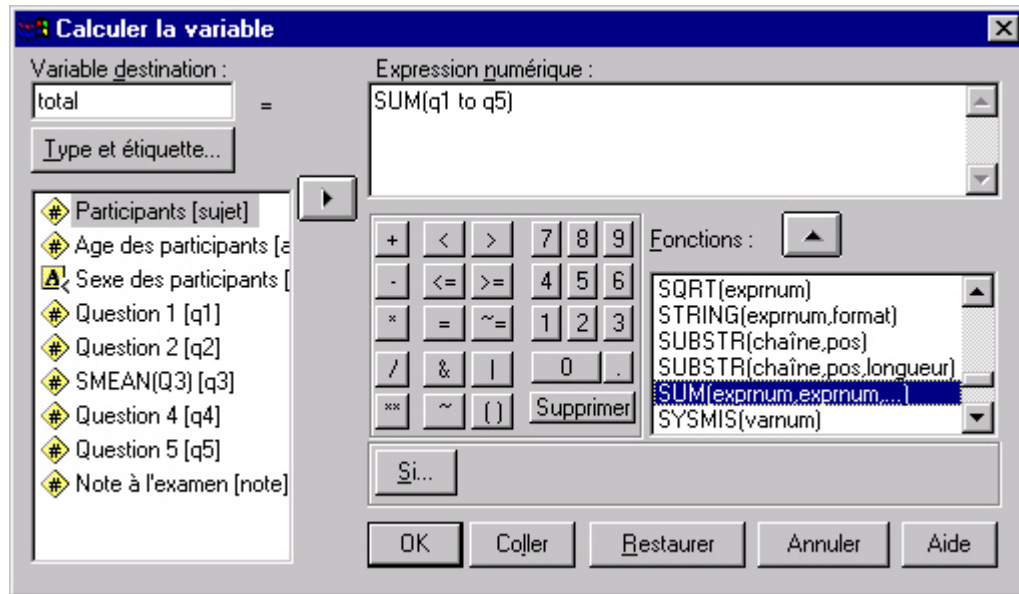 Calculer la variable
Variable destination :
total
=
Type et étiquette...
Expression numérique :
SUM(q1 to q5)
Participants [sujet]
Age des participants [a
Sexe des participants [
Question 1 [q1]
Question 2 [q2]
SMEAN(Q3) [q3]
Question 4 [q4]
Question 5 [q5]
Note à l'examen [note]
+ < > 7 8 9
- <= >= 4 5 6
* = ~= 1 2 3
/ & | 0 .
** ~ () Supprimer
Fonctions :
SQRT(exprnum)
STRING(exprnum,format)
SUBSTR(chaîne,pos)
SUBSTR(chaîne,pos,longueur)
SUM(exprnum,exprnum,...)
SYSMIS(varnum)
Si...
OK Coller Restaurer Annuler Aide